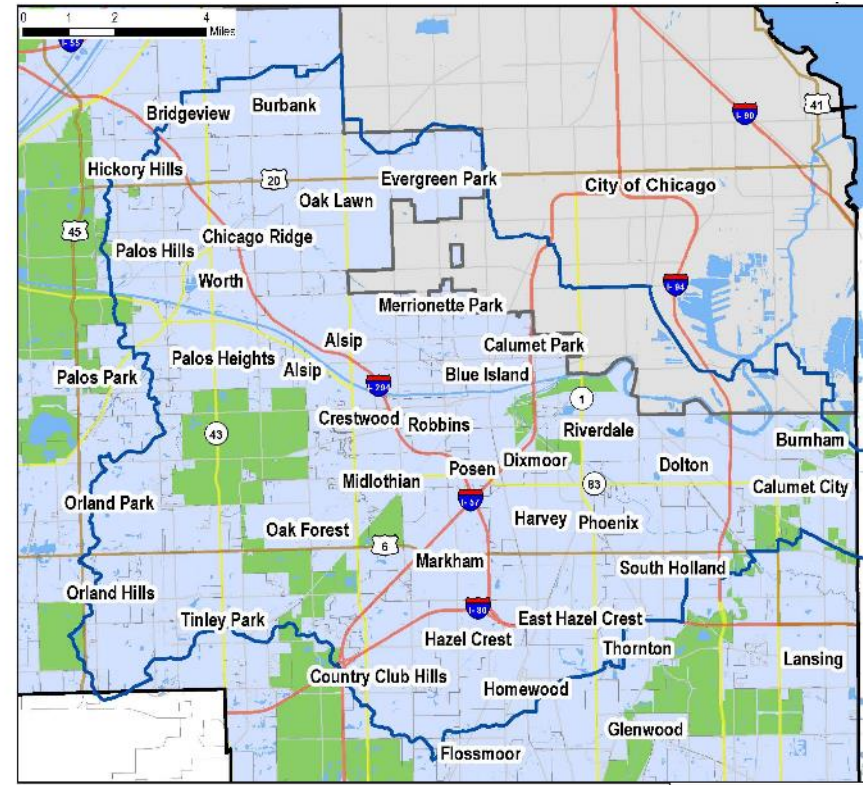 0 1 2 4
Miles
I-55
41
Bridgeview
Burbank
I-90
Hickory Hills
20
Evergreen Park
City of Chicago
Oak Lawn
45
Palos Hills
Chicago Ridge
Worth
I-94
Merrionette Park
Alsip
Calumet Park
Palos Heights
Alsip
Blue Island
Palos Park
I-294
1
Crestwood
Robbins
Riverdale
43
Burnham
Dixmoor
Posen
Dolton
Midlothian
83
Calumet City
Orland Park
I-57
Harvey
Phoenix
Oak Forest
6
Markham
South Holland
Orland Hills
I-80
Tinley Park
East Hazel Crest
Hazel Crest
Thornton
Lansing
Country Club Hills
Homewood
Glenwood
Flossmoor